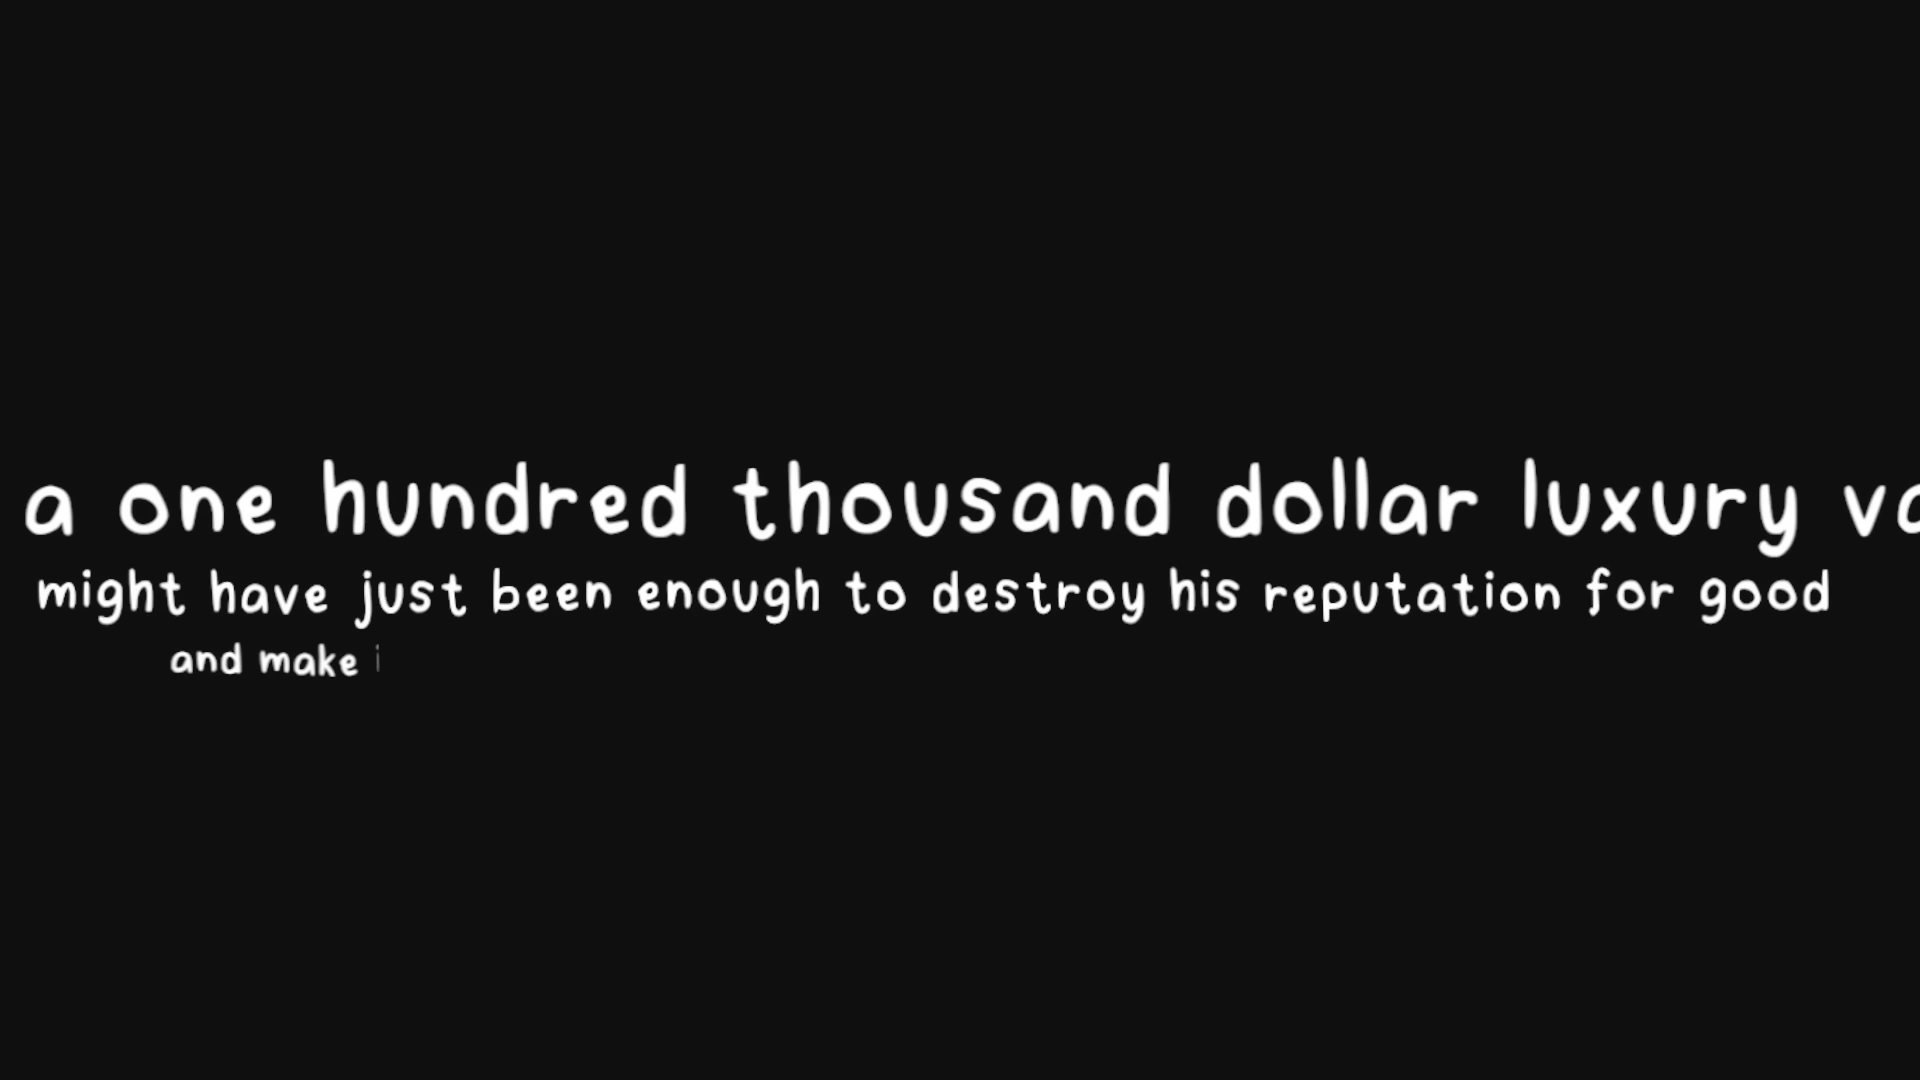 a one hundred thousand dollar luxury
might have just been enough to destroy his reputation for good
and make